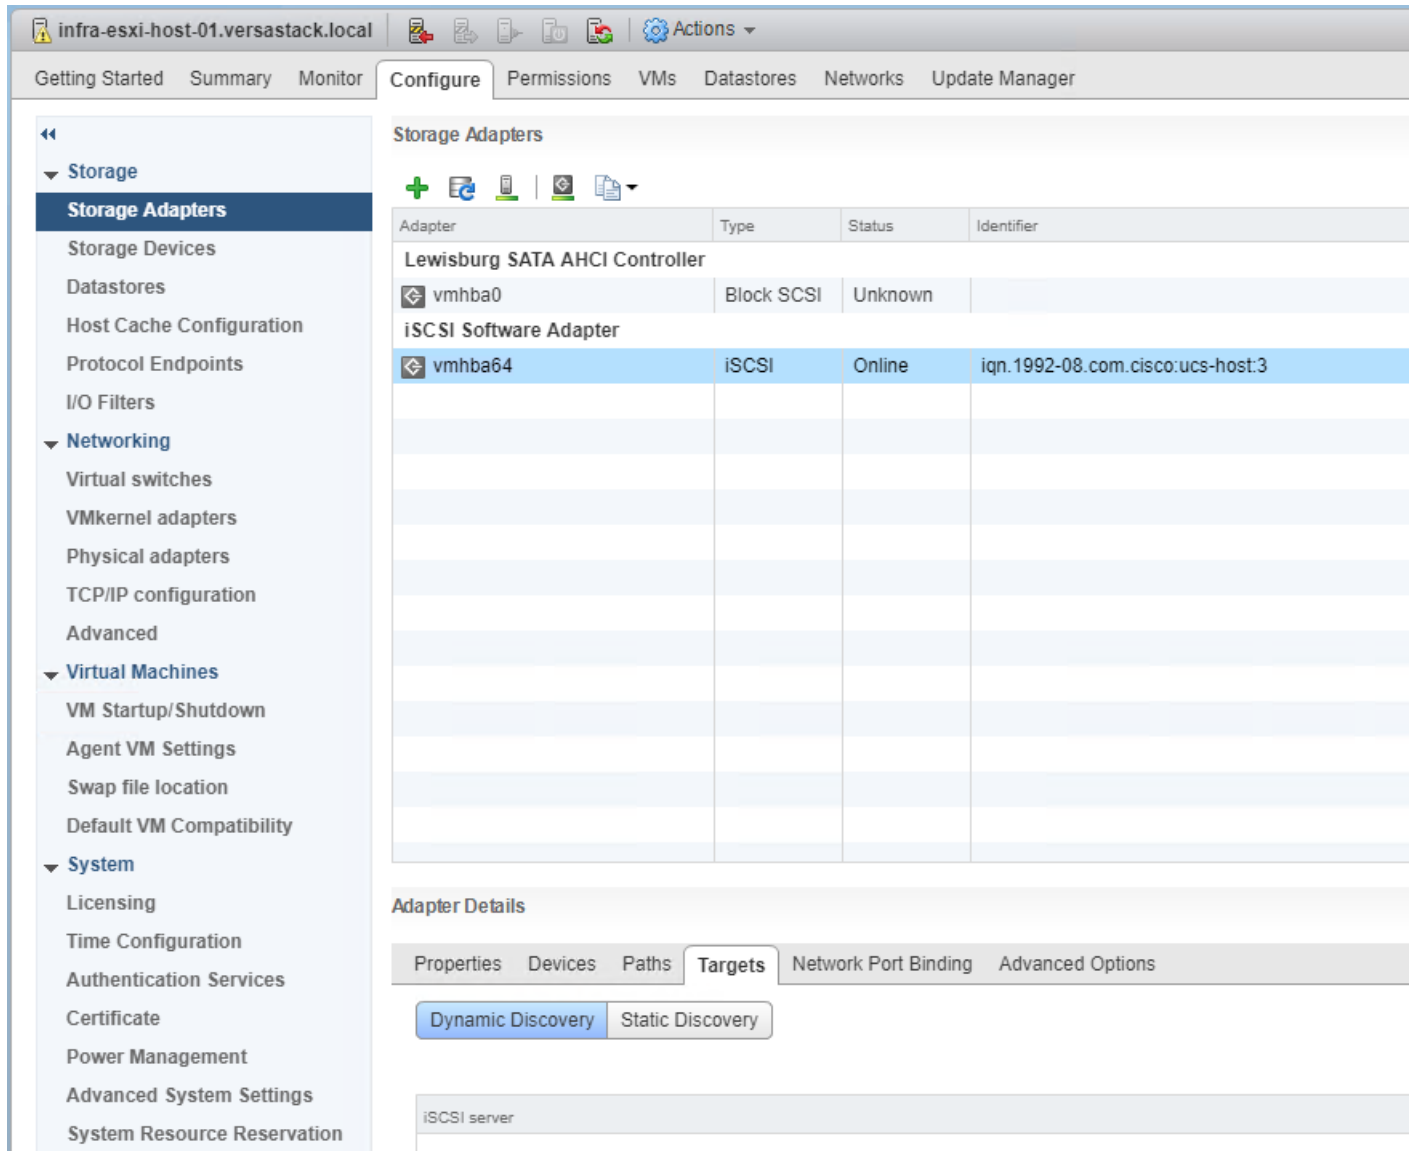 infra-esxi-host-01.versastack.local Actions
Getting Started Summary Monitor Configure Permissions VMs Datastores Networks Update Manager
Storage
Storage Adapters
Storage Devices
Datastores
Host Cache Configuration
Protocol Endpoints
I/O Filters
Networking
Virtual switches
VMkernel adapters
Physical adapters
TCP/IP configuration
Advanced
Virtual Machines
VM Startup/Shutdown
Agent VM Settings
Swap file location
Default VM Compatibility
System
Licensing
Time Configuration
Authentication Services
Certificate
Power Management
Advanced System Settings
System Resource Reservation
Storage Adapters
Adapter Type Status Identifier
Lewisburg SATA AHCI Controller
vmhba0 Block SCSI Unknown
iSCSI Software Adapter
vmhba64 iSCSI Online iqn.1992-08.com.cisco:ucs-host:3
Adapter Details
Properties Devices Paths Targets Network Port Binding Advanced Options
Dynamic Discovery Static Discovery
iSCSI server